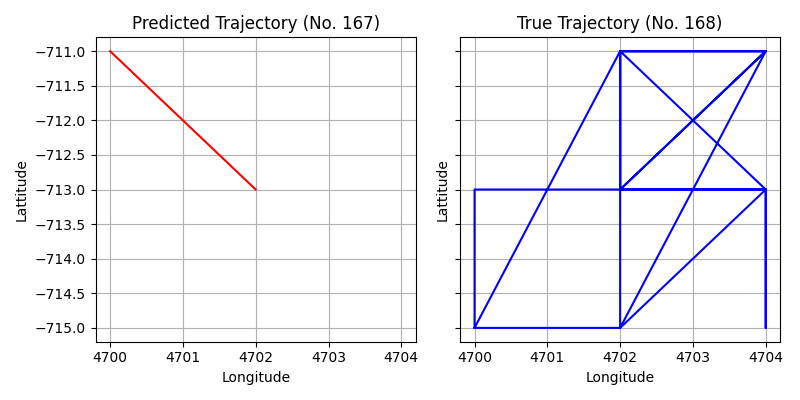 Predicted Trajectory (No. 167)
True Trajectory (No. 168)
−711.0
−711.5
−712.0
−712.5
−713.0
−713.5
−714.0
−714.5
−715.0
Lattitude
Lattitude
4700 4701 4702 4703 4704
4700 4701 4702 4703 4704
Longitude
Longitude